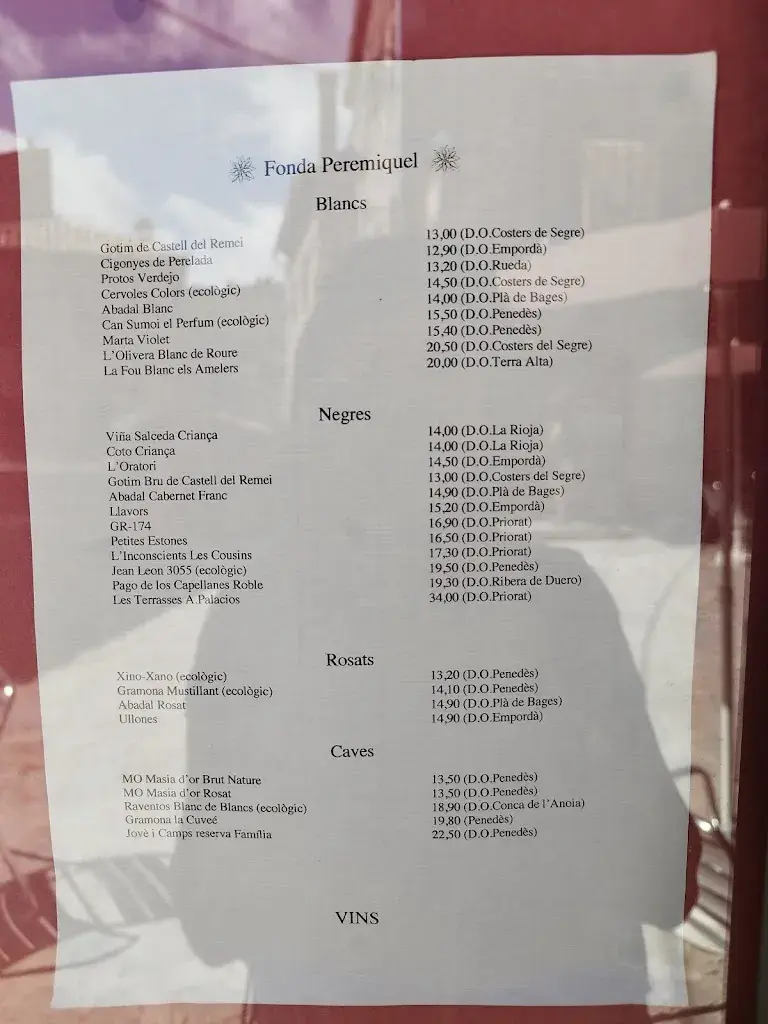 Fonda Peremiquel
Blancs
Gotim de Castell del Remei 13,00 (D.O.Costers de Segre)
Cigonyes de Perelada 12,90 (D.O.Empordà)
Protos Verdejo 13,20 (D.O.Rueda)
Cervoles Colors (ecològic) 14,50 (D.O.Costers de Segre)
Abadal Blanc 14,00 (D.O.Plà de Bages)
Can Sumoi el Perfum (ecològic) 15,50 (D.O.Penedès)
Marta Violet 15,40 (D.O.Penedès)
L'Olivera Blanc de Roure 20,50 (D.O.Costers del Segre)
La Fou Blanc els Amelers 20,00 (D.O.Terra Alta)
Negres
Viña Salceda Criança 14,00 (D.O.La Rioja)
Coto Criança 14,00 (D.O.La Rioja)
L'Oratori 14,50 (D.O.Empordà)
Gotim Bru de Castell del Remei 13,00 (D.O.Costers del Segre)
Abadal Cabernet Franc 14,90 (D.O.Plà de Bages)
Llavors 15,20 (D.O.Empordà)
GR-174 16,90 (D.O.Priorat)
Petites Estones 16,50 (D.O.Priorat)
L'Inconscients Les Cousins 17,30 (D.O.Priorat)
Jean Leon 3055 (ecològic) 19,50 (D.O.Penedès)
Pago de los Capellanes Roble 19,30 (D.O.Ribera de Duero)
Les Terrasses A.Palacios 34,00 (D.O.Priorat)
Rosats
Xino-Xano (ecològic) 13,20 (D.O.Penedès)
Gramona Mustillant (ecològic) 14,10 (D.O.Penedès)
Abadal Rosat 14,90 (D.O.Plà de Bages)
Ullones 14,90 (D.O.Empordà)
Caves
MO Masia d'or Brut Nature 13,50 (D.O.Penedès)
MO Masia d'or Rosat 13,50 (D.O.Penedès)
Raventos Blanc de Blancs (ecològic) 18,90 (D.O.Conca de l'Anoia)
Gramona la Cuveé 19,80 (Penedès)
Jovè i Camps reserva Família 22,50 (D.O.Penedès)
VINS